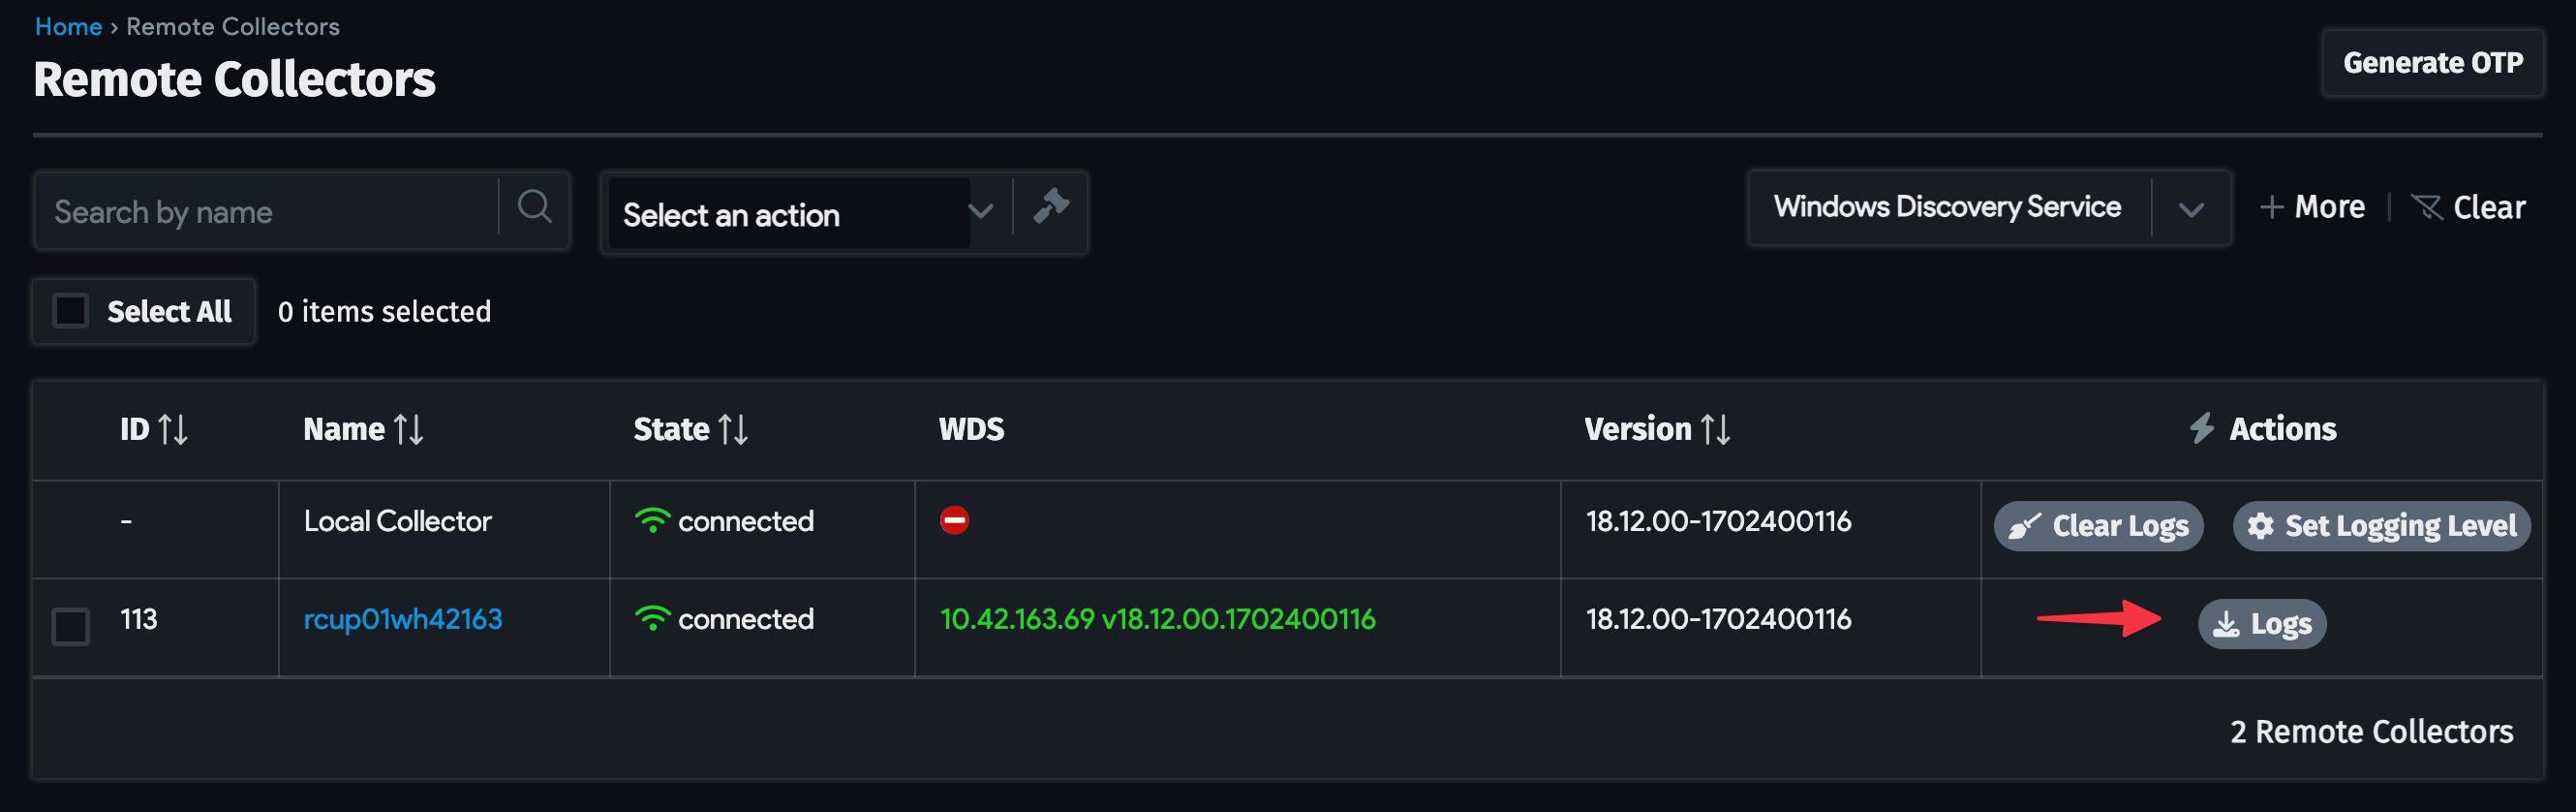 Home › Remote Collectors
Remote Collectors
Generate OTP
Search by name
Select an action
Windows Discovery Service
More
Clear
Select All
0 items selected
ID Name State WDS Version Actions
- Local Collector connected 18.12.00-1702400116 Clear Logs Set Logging Level
113 rcup01wh42163 connected 10.42.163.69 v18.12.00.1702400116 18.12.00-1702400116 Logs
2 Remote Collectors